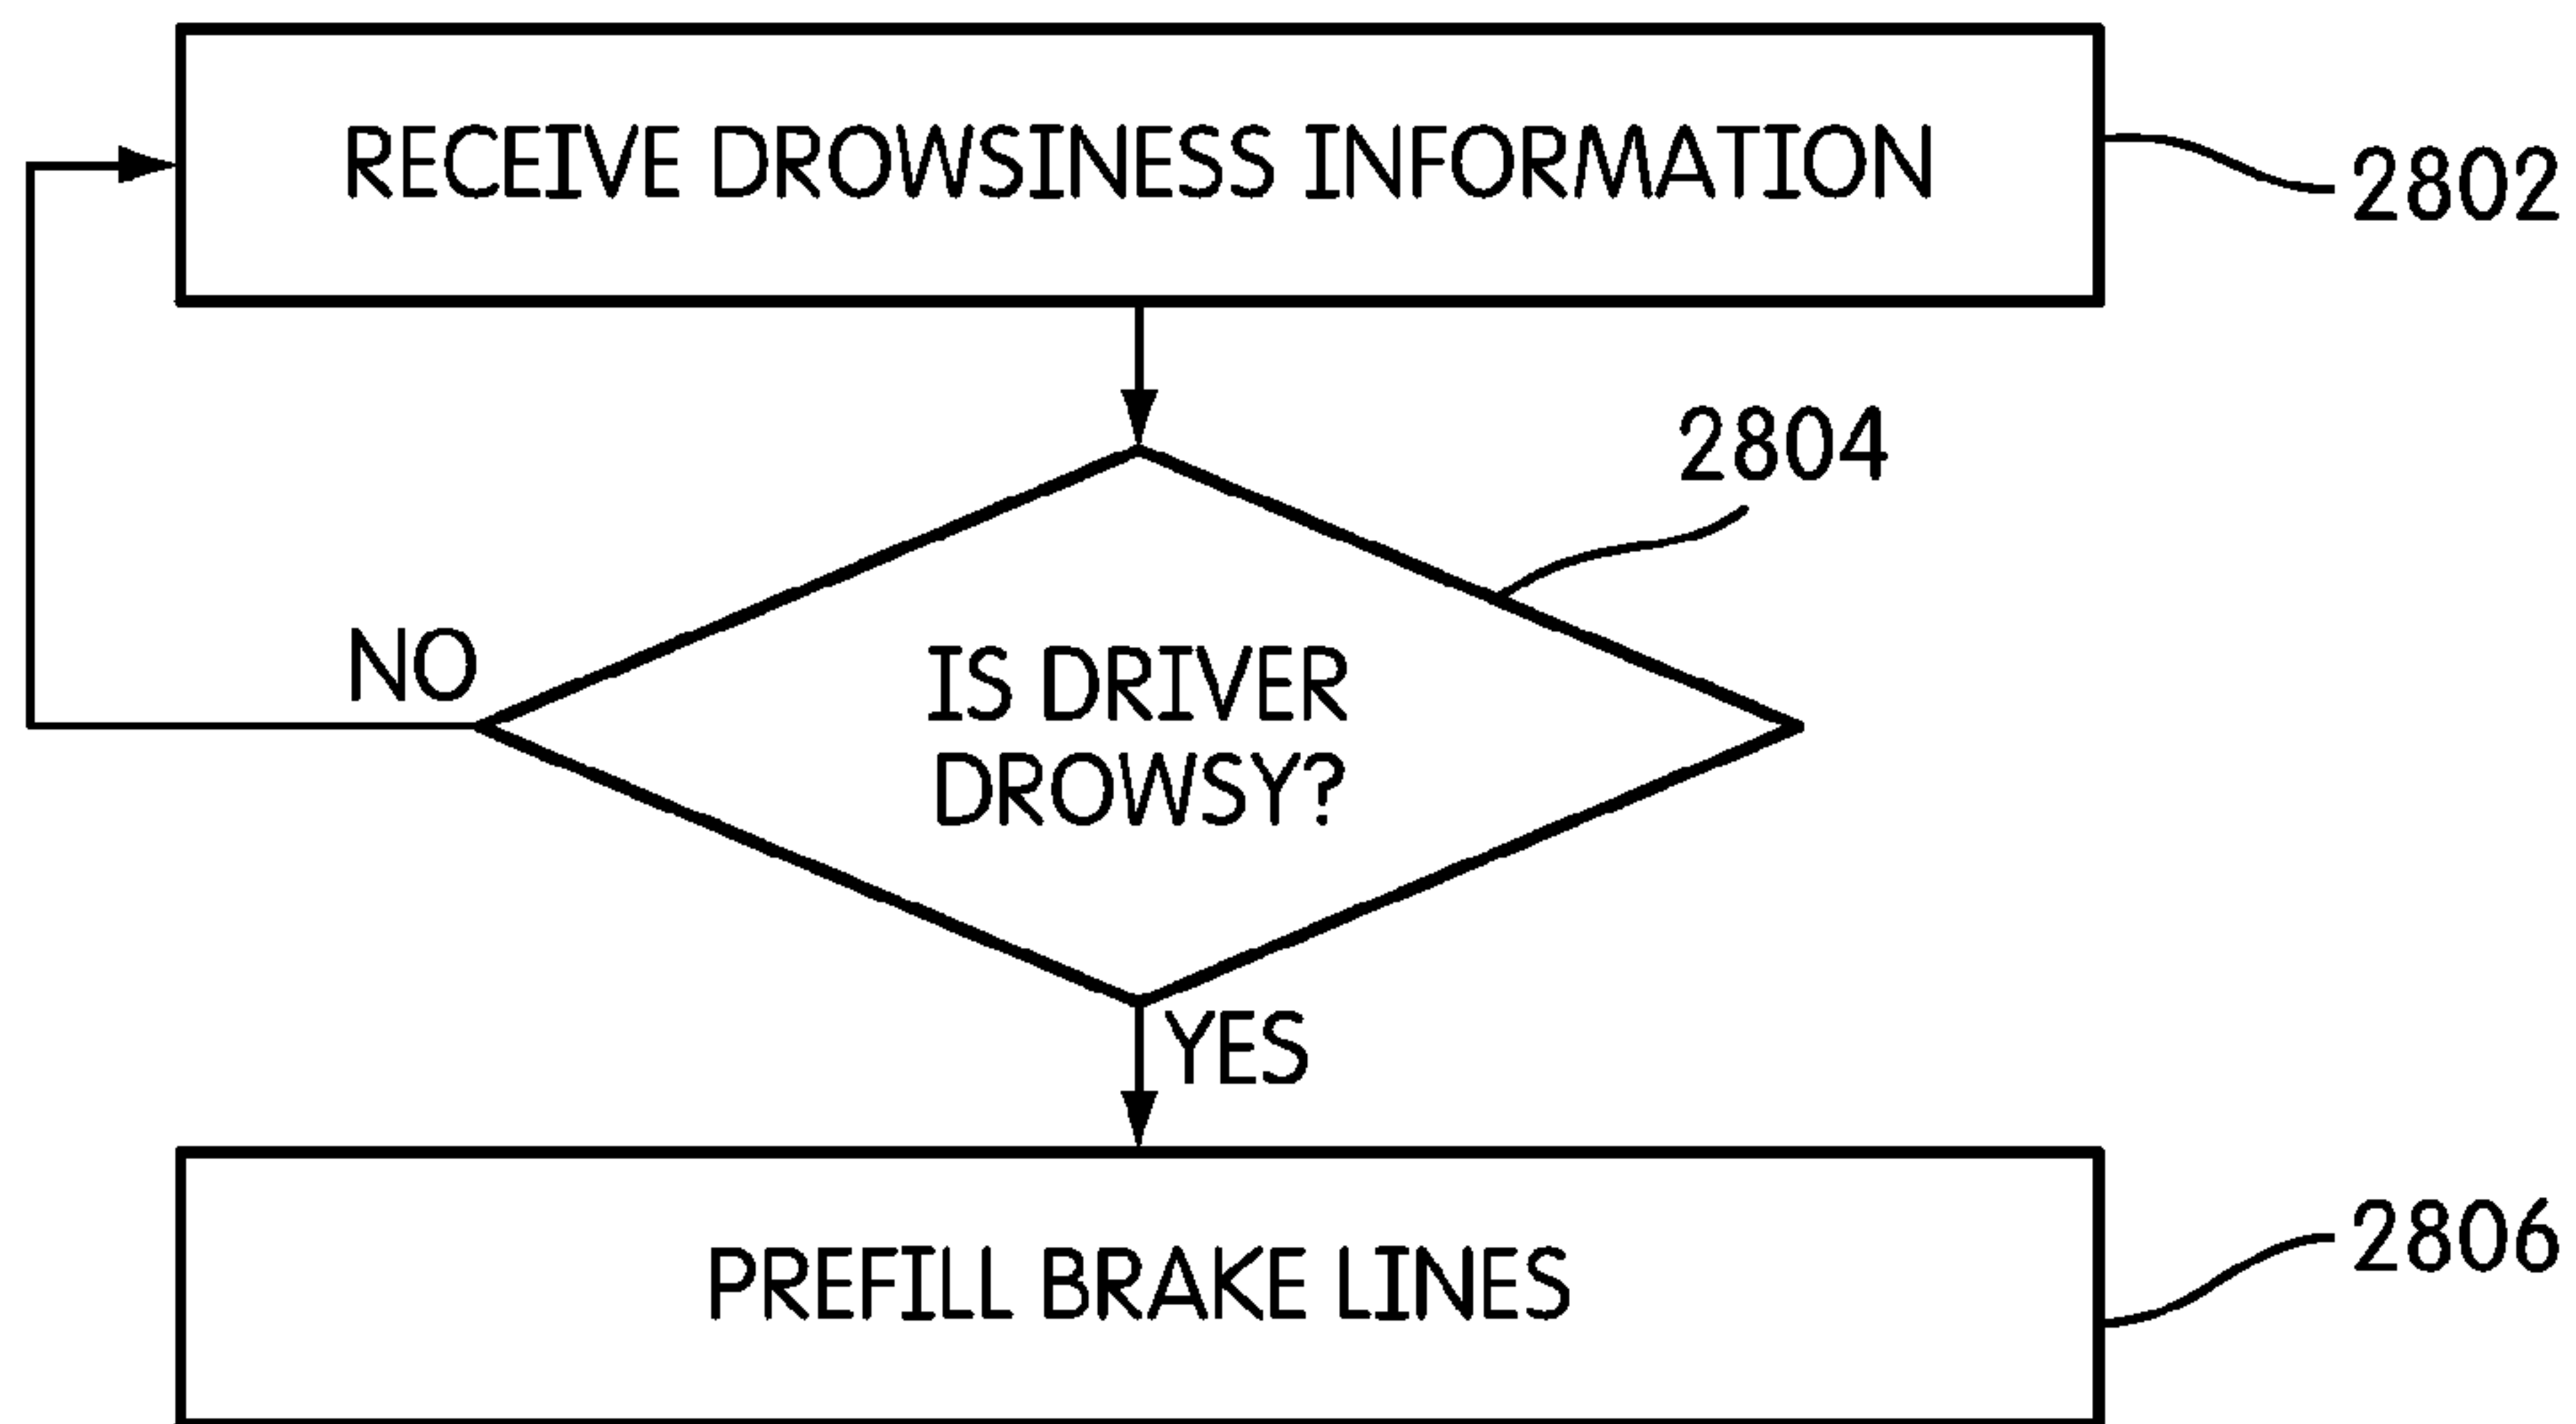 RECEIVE DROWSINESS INFORMATION
2802
2804
IS DRIVER
DROWSY?
NO
YES
PREFILL BRAKE LINES
2806